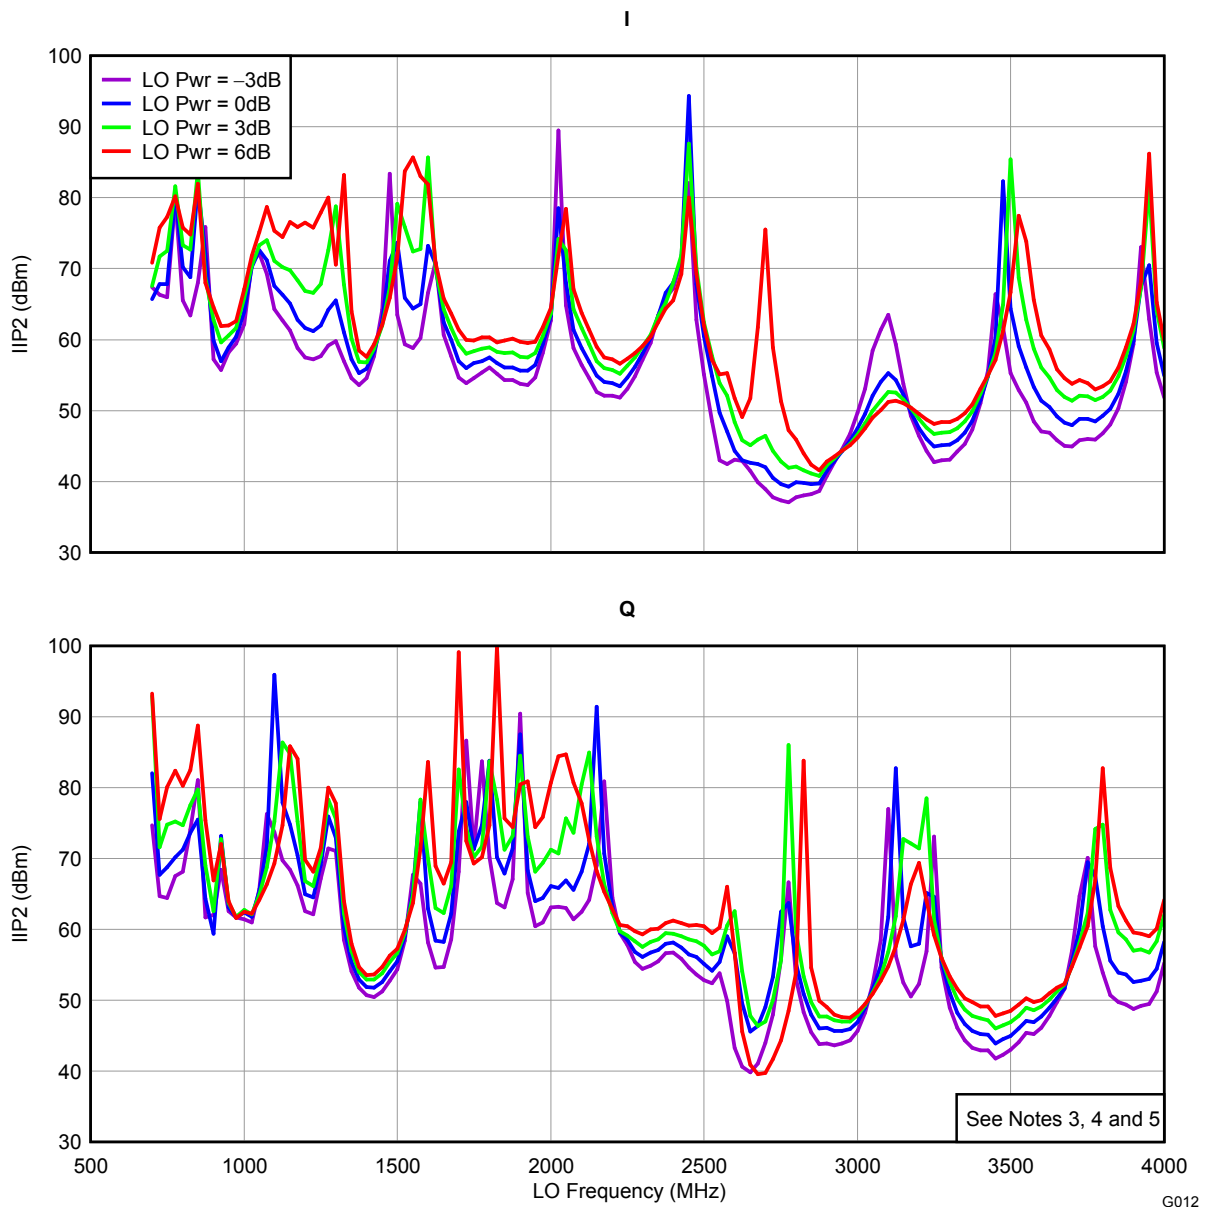 I
100
90
80
70
60
50
40
30
IIP2 (dBm)
LO Pwr = −3dB
LO Pwr = 0dB
LO Pwr = 3dB
LO Pwr = 6dB
Q
100
90
80
70
60
50
40
30
IIP2 (dBm)
See Notes 3, 4 and 5
500 1000 1500 2000 2500 3000 3500 4000
LO Frequency (MHz)
G012